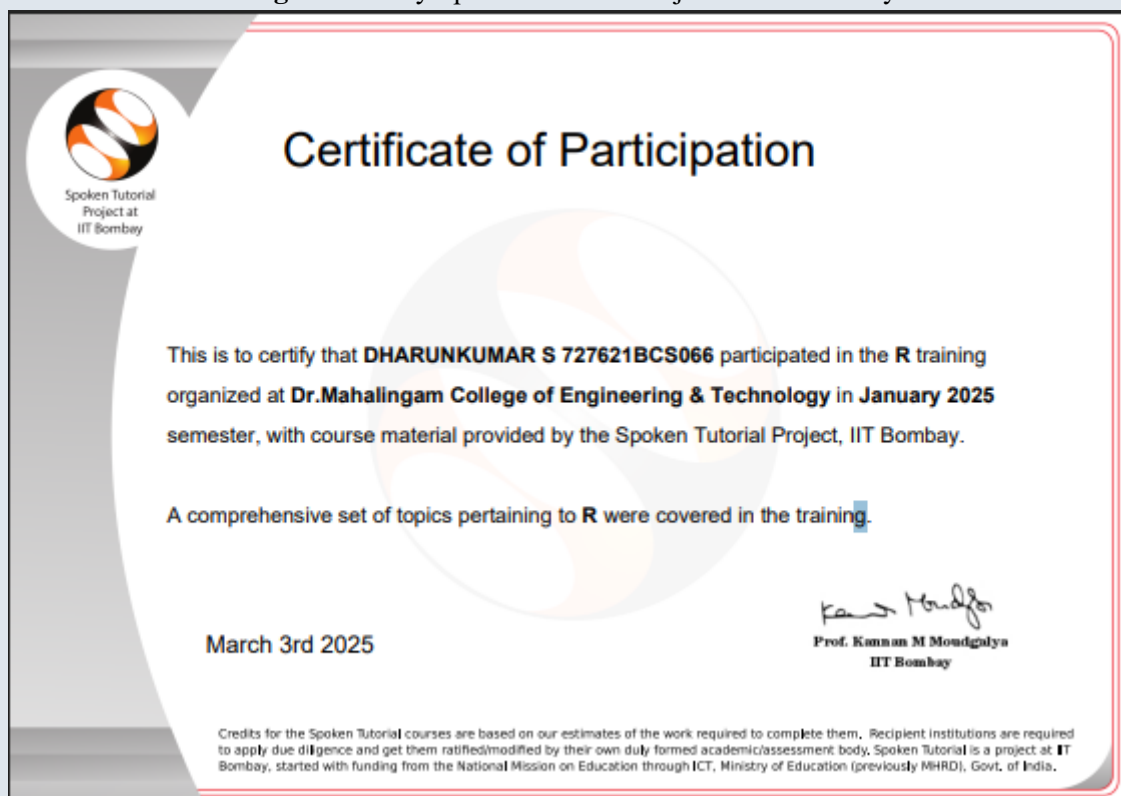 Spoken Tutorial
Project at
IIT Bombay
Certificate of Participation
This is to certify that DHARUNKUMAR S 727621BCS066 participated in the R training
organized at Dr.Mahalingam College of Engineering & Technology in January 2025
semester, with course material provided by the Spoken Tutorial Project, IIT Bombay.
A comprehensive set of topics pertaining to R were covered in the training.
March 3rd 2025
Prof. Kannan M Moudgalya
IIT Bombay
Credits for the Spoken Tutorial courses are based on our estimates of the work required to complete them. Recipient institutions are required
to apply due diligence and get them ratified/modified by their own duly formed academic/assessment body. Spoken Tutorial is a project at IIT
Bombay, started with funding from the National Mission on Education through ICT, Ministry of Education (previously MHRD), Govt. of India.